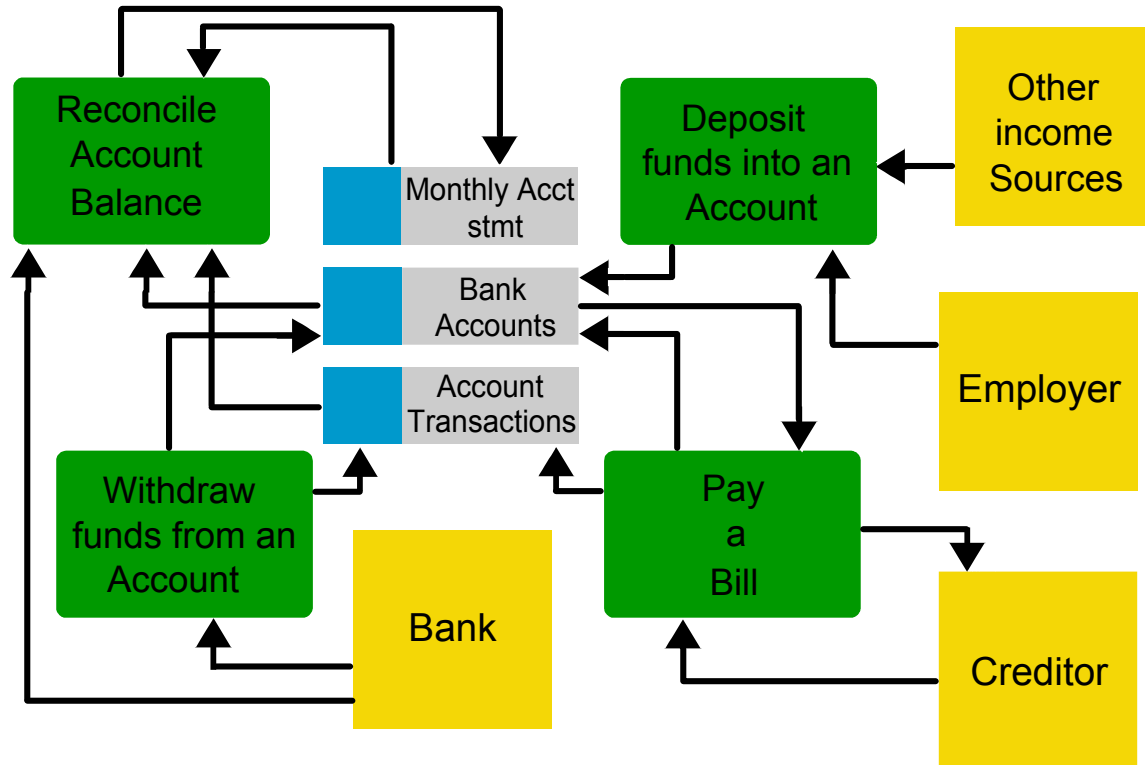 Reconcile
Account
Balance
Monthly Acct
stmt
Bank
Accounts
Account
Transactions
Deposit
funds into an
Account
Other
income
Sources
Employer
Withdraw
funds from an
Account
Bank
Pay
a
Bill
Creditor